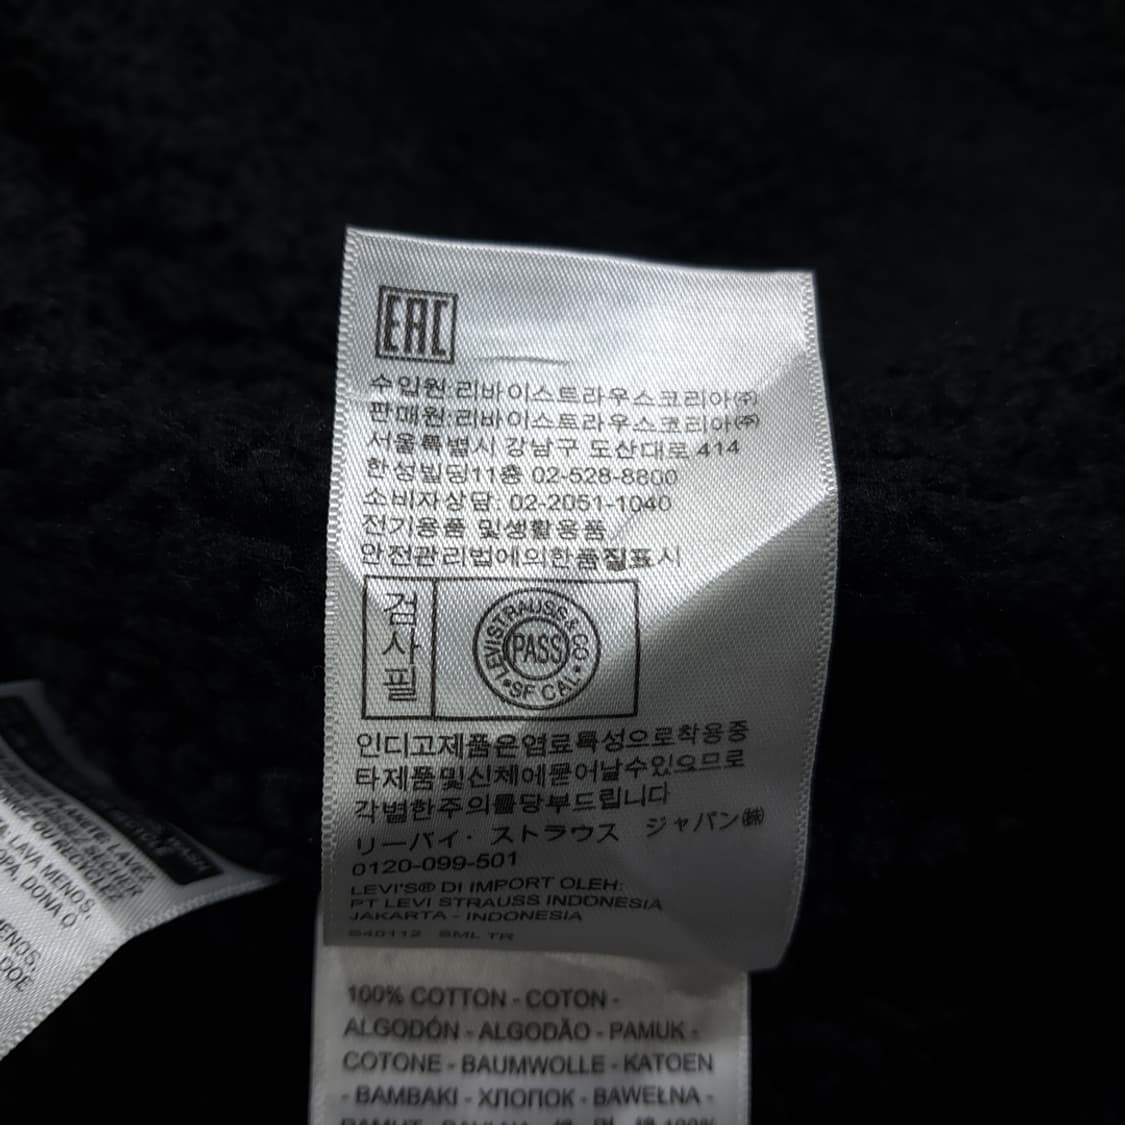 EAC
수입원:리바이스트라우스코리아㈜
판매원:리바이스트라우스코리아㈜
서울특별시 강남구 도산대로 414
한성빌딩11층 02-528-8800
소비자상담: 02-2051-1040
전기용품 및생활용품
안전관리법에의한품질표시
검사필
LEVI STRAUSS & CO
PASS
SF CAL
인디고제품은염료특성으로착용중
타제품및신체에묻어날수있으므로
각별한주의를당부드립니다
リーバイ・ストラウス ジャパン㈱
0120-099-501
LEVI'S® DI IMPORT OLEH:
PT LEVI STRAUSS INDONESIA
JAKARTA - INDONESIA
SML TR
100% COTTON - COTON -
ALGODÓN - ALGODÃO - PAMUK -
COTONE - BAUMWOLLE - KATOEN
- BAMBAKI - ХЛОПОК - BAWEŁNA -
LAVA MENOS,
DONA O